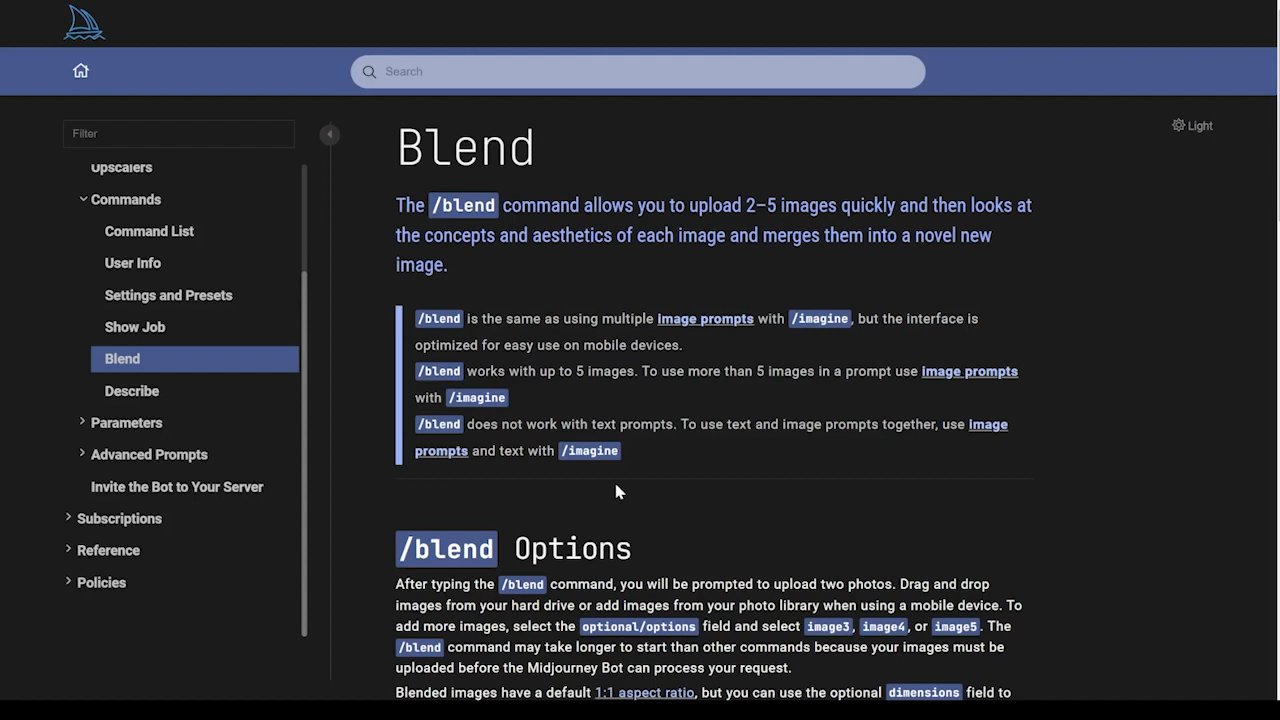 Search
Filter
Upscalers
Commands
Command List
User Info
Settings and Presets
Show Job
Blend
Describe
Parameters
Advanced Prompts
Invite the Bot to Your Server
Subscriptions
Reference
Policies
Light
Blend
The /blend command allows you to upload 2–5 images quickly and then looks at
the concepts and aesthetics of each image and merges them into a novel new
image.
/blend is the same as using multiple image prompts with /imagine, but the interface is
optimized for easy use on mobile devices.
/blend works with up to 5 images. To use more than 5 images in a prompt use image prompts
with /imagine
/blend does not work with text prompts. To use text and image prompts together, use image
prompts and text with /imagine
/blend Options
After typing the /blend command, you will be prompted to upload two photos. Drag and drop
images from your hard drive or add images from your photo library when using a mobile device. To
add more images, select the optional/options field and select image3, image4, or image5. The
/blend command may take longer to start than other commands because your images must be
uploaded before the Midjourney Bot can process your request.
Blended images have a default 1:1 aspect ratio, but you can use the optional dimensions field to